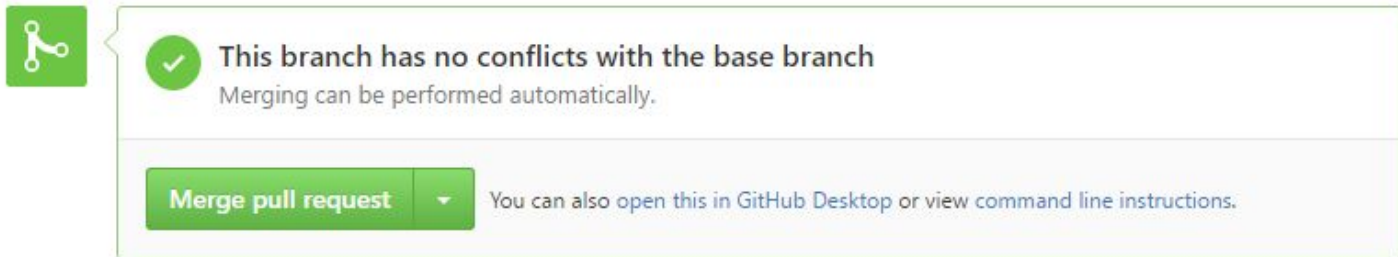 This branch has no conflicts with the base branch
Merging can be performed automatically.
Merge pull request You can also open this in GitHub Desktop or view command line instructions.